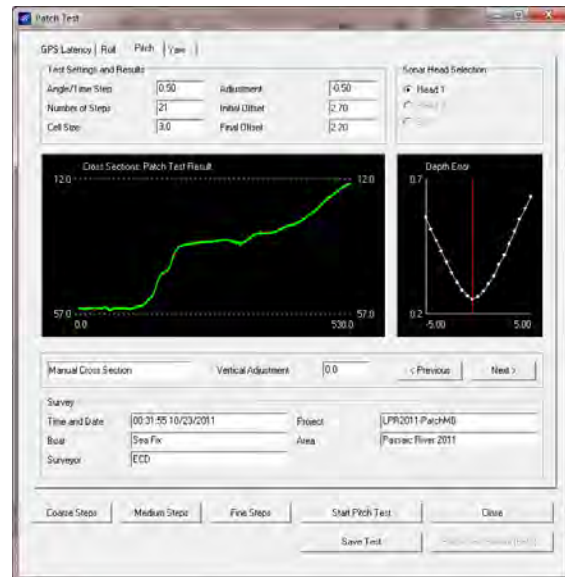 Patch Test
GPS Latency Roll Pitch Yaw
Test Settings and Results
Sonar Head Selection
Angle/Time Step 0.50 Adjustment -0.50
Head 1
Number of Steps 21 Initial Offset 2.70
Head 2
Cell Size 3.0 Final Offset 2.20
Cross Sections: Patch Test Result
Depth Error
12.0 12.0
0.7
57.0 57.0
0.2
0.0 530.0
-5.00 5.00
Manual Cross Section Vertical Adjustment 0.0 < Previous Next >
Survey
Time and Date 00:31:55 10/23/2011 Project LPR2011-PatchMB
Boat Sea Fix Area Passaic River 2011
Surveyor ECD
Coarse Steps Medium Steps Fine Steps Start Pitch Test Close
Save Test